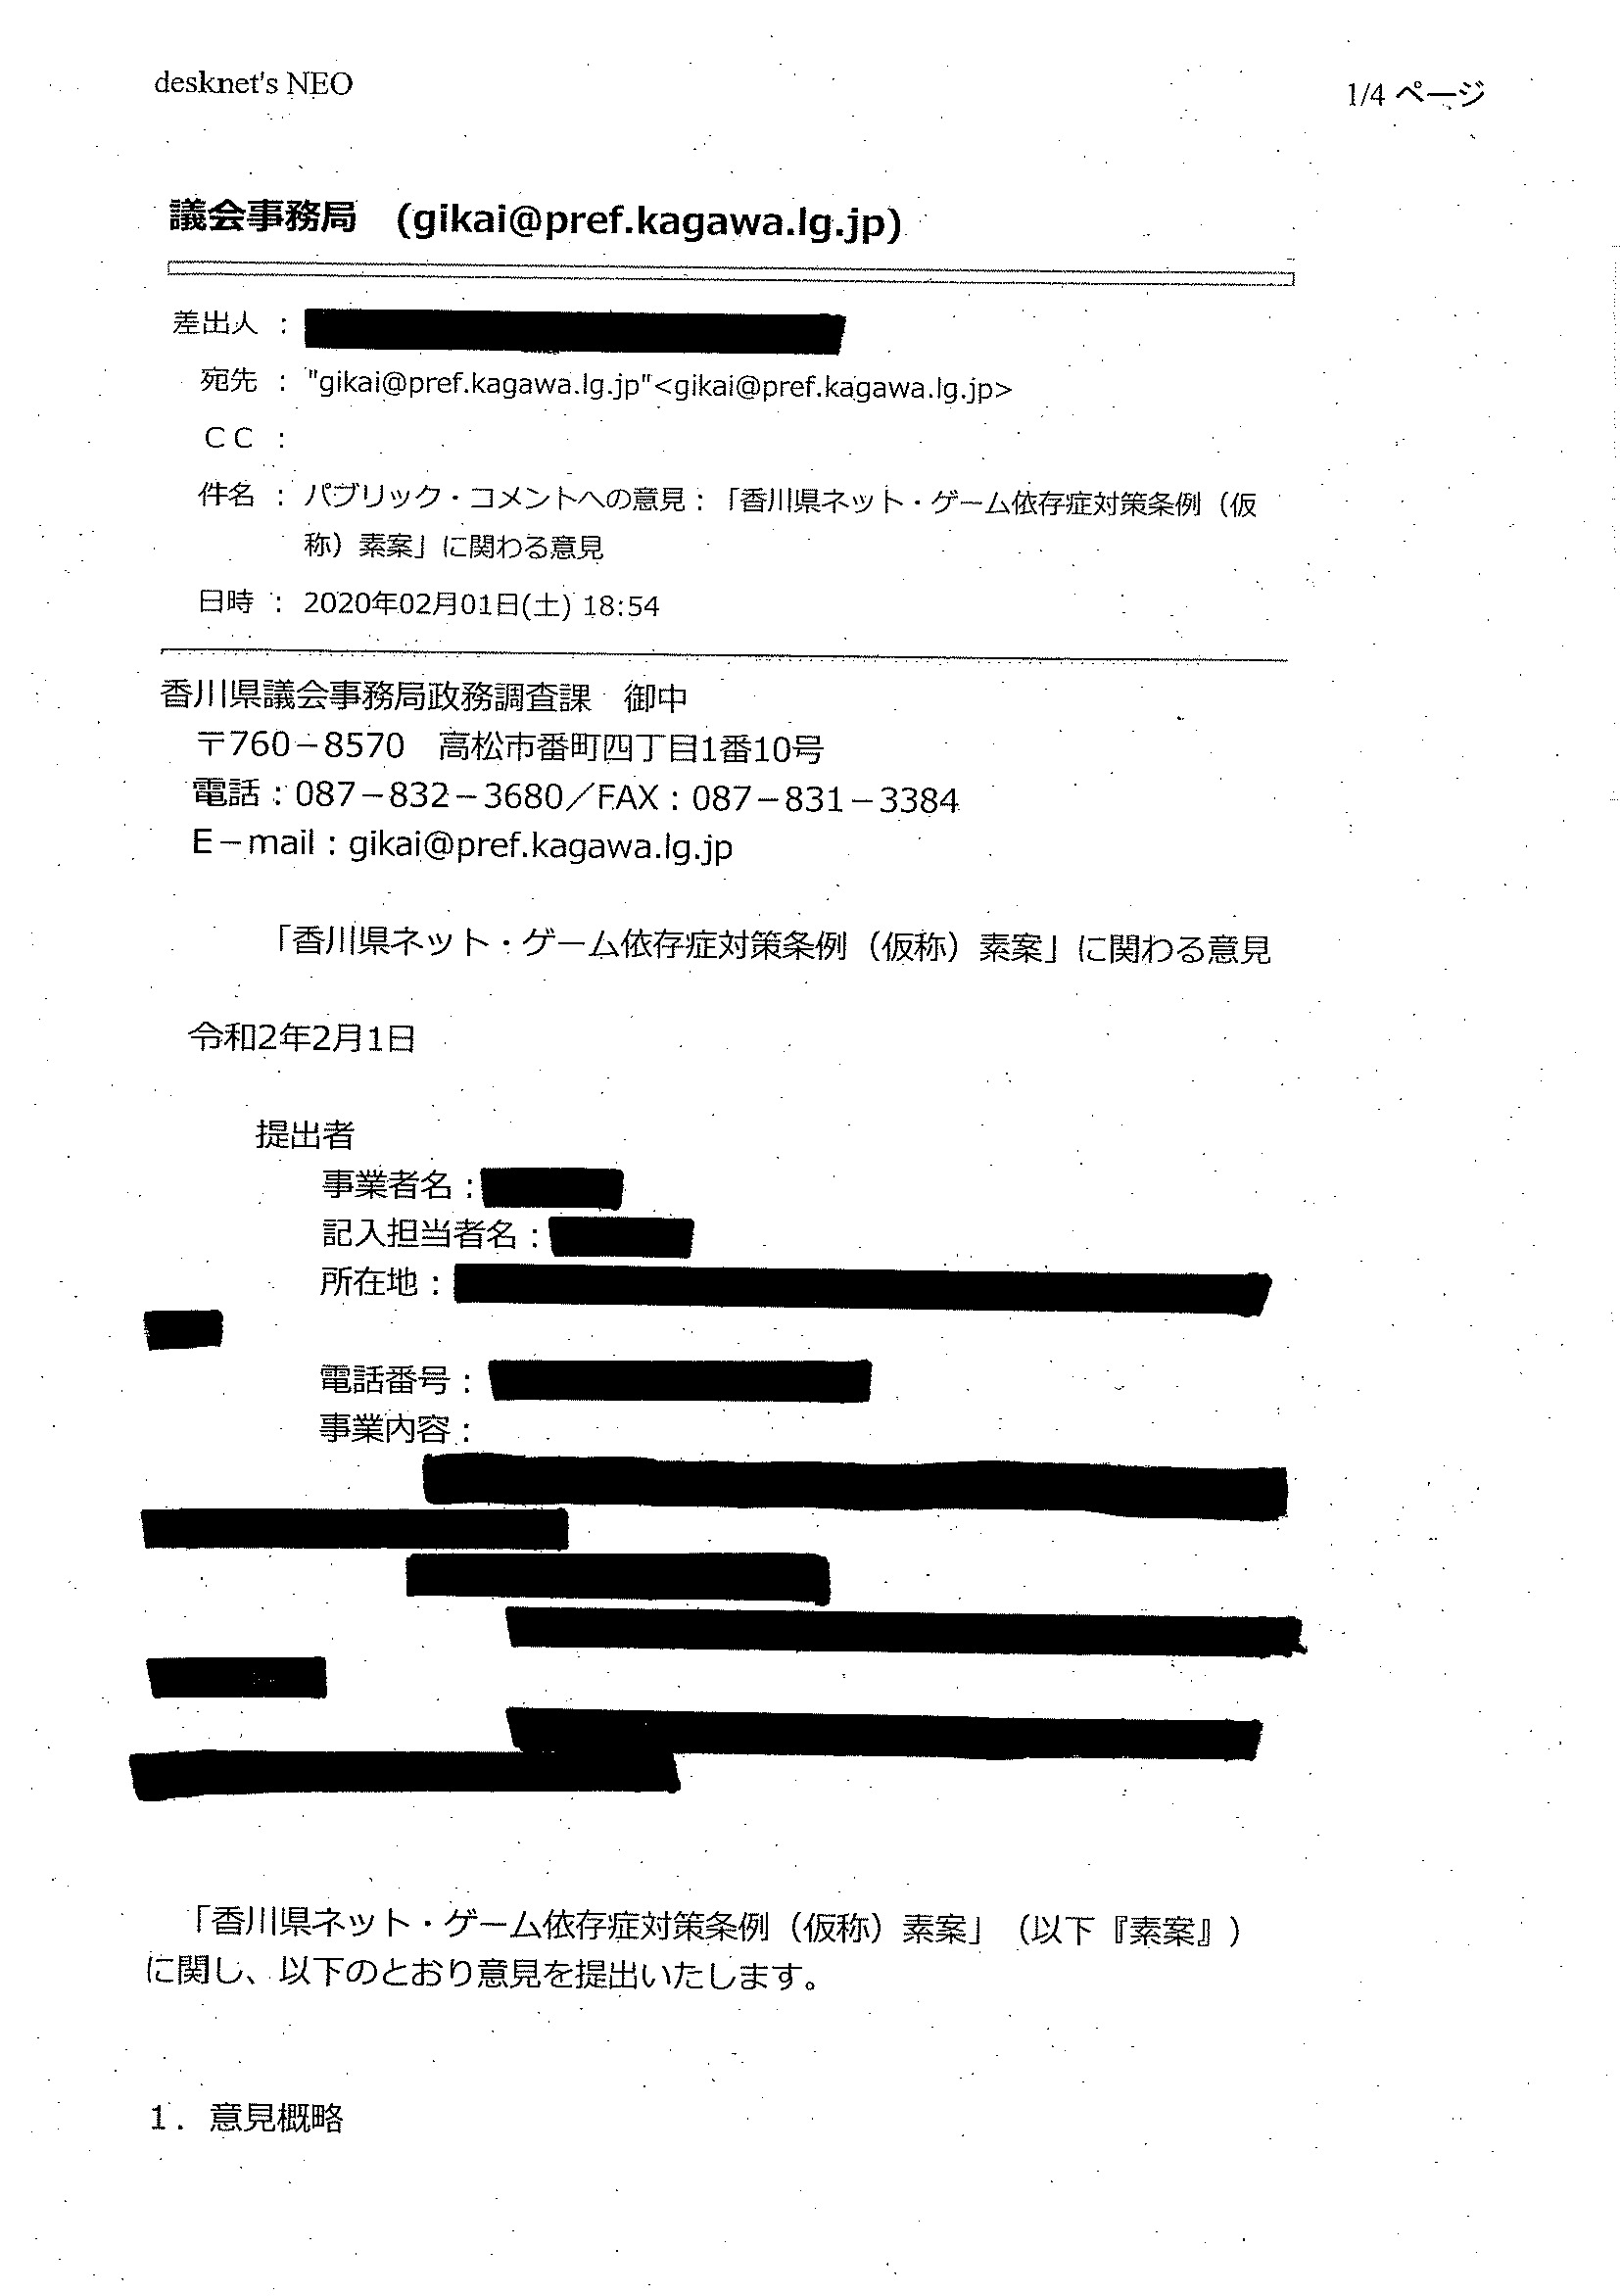 desknet's NEO
1/4 ページ
議会事務局　(gikai@pref.kagawa.lg.jp)
差出人 :
宛先 : "gikai@pref.kagawa.lg.jp"<gikai@pref.kagawa.lg.jp>
ＣＣ :
件名 : パブリック・コメントへの意見：「香川県ネット・ゲーム依存症対策条例（仮
称）素案」に関わる意見
日時 : 2020年02月01日(土) 18:54
香川県議会事務局政務調査課　御中
〒760－8570　高松市番町四丁目1番10号
電話：087－832－3680／FAX：087－831－3384
E－mail：gikai@pref.kagawa.lg.jp
「香川県ネット・ゲーム依存症対策条例（仮称）素案」に関わる意見
令和2年2月1日
提出者
事業者名：
記入担当者名：
所在地：
電話番号：
事業内容：
「香川県ネット・ゲーム依存症対策条例（仮称）素案」（以下『素案』）
に関し、以下のとおり意見を提出いたします。
１．意見概略